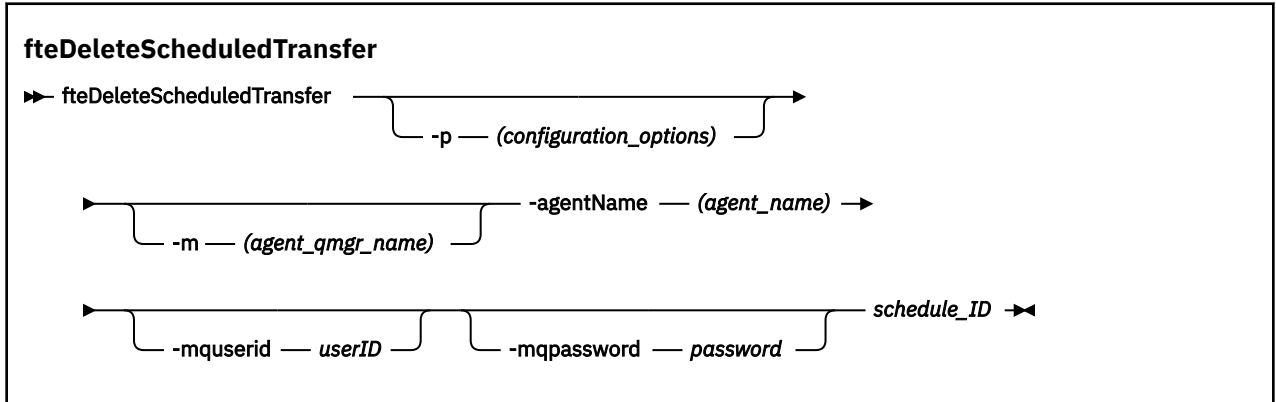 fteDeleteScheduledTransfer
fteDeleteScheduledTransfer
-p (configuration_options)
-agentName (agent_name)
-m (agent_qmgr_name)
schedule_ID
-mquserid userID -mqpassword password